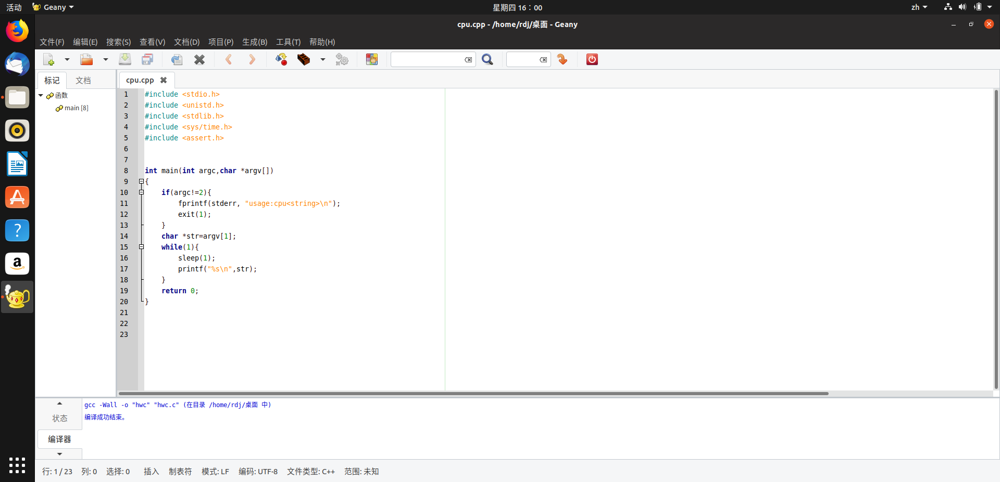 活动 Geany 星期四 16：00 zh
cpu.cpp - /home/rdj/桌面 - Geany
文件(F) 编辑(E) 搜索(S) 查看(V) 文档(D) 项目(P) 生成(B) 工具(T) 帮助(H)
标记 文档
函数
main [8]
cpu.cpp
1 #include <stdio.h>
2 #include <unistd.h>
3 #include <stdlib.h>
4 #include <sys/time.h>
5 #include <assert.h>
6
7
8 int main(int argc,char *argv[])
9 {
10 if(argc!=2){
11 fprintf(stderr, "usage:cpu<string>\n");
12 exit(1);
13 }
14 char *str=argv[1];
15 while(1){
16 sleep(1);
17 printf("%s\n",str);
18 }
19 return 0;
20 }
21
22
23
状态
编译器
gcc -Wall -o "hwc" "hwc.c" (在目录 /home/rdj/桌面 中)
编译成功结束。
行: 1 / 23 列: 0 选择: 0 插入 制表符 模式: LF 编码: UTF-8 文件类型: C++ 范围: 未知